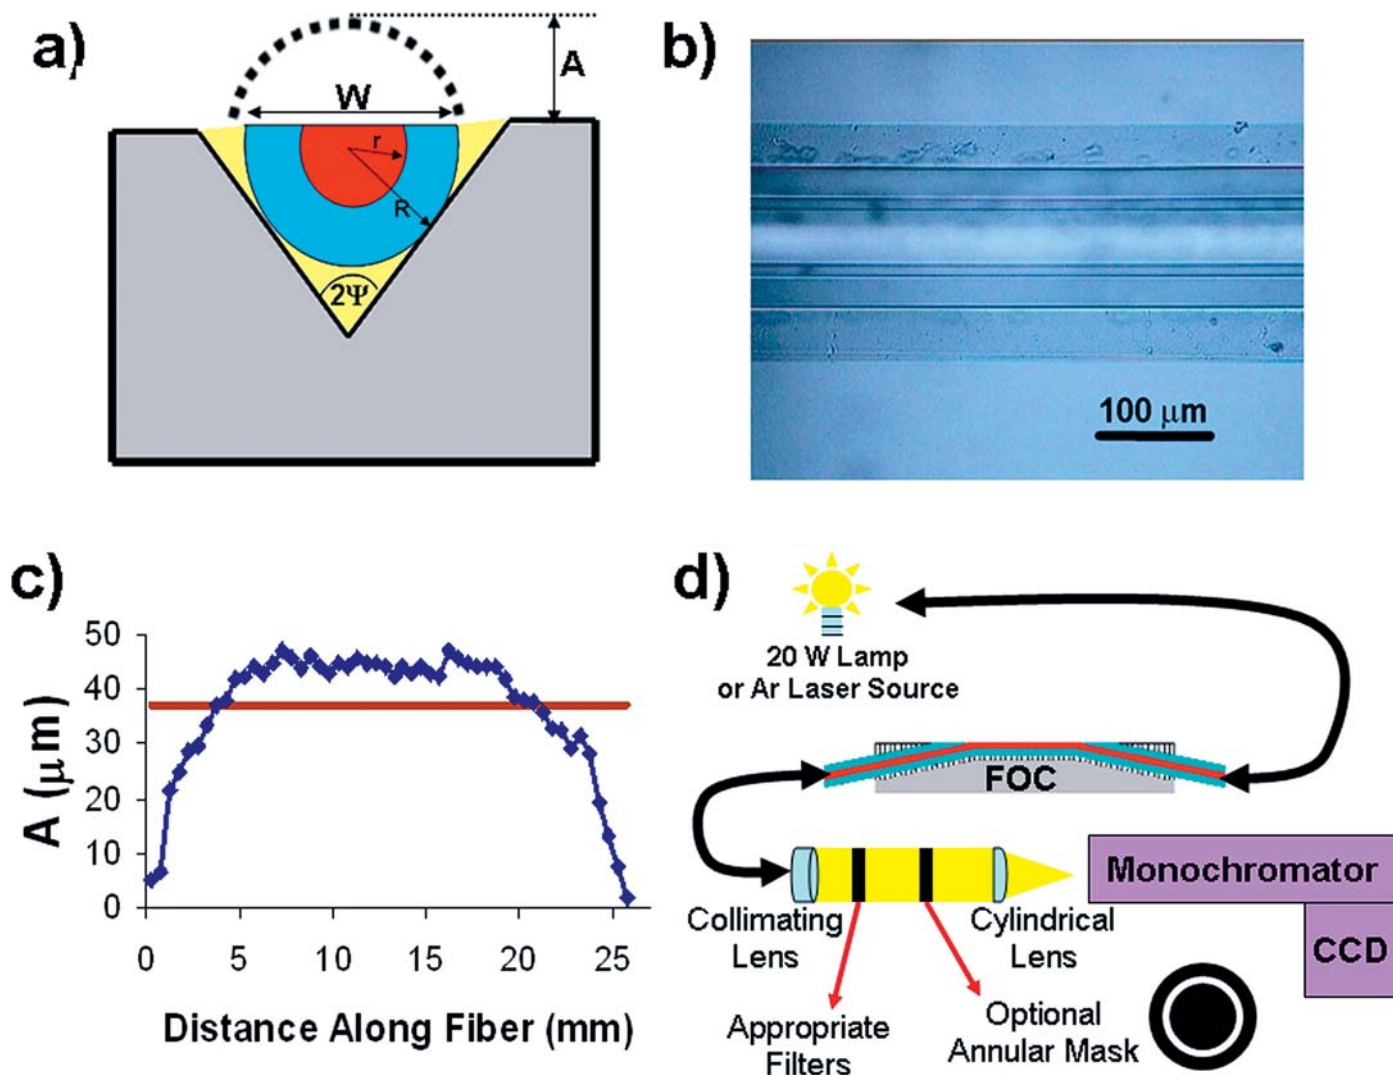 a)
A
W
r
R
2Ψ
b)
100 μm
c)
50
40
30
20
10
0
A (μm)
0 5 10 15 20 25
Distance Along Fiber (mm)
d)
20 W Lamp
or Ar Laser Source
FOC
Monochromator
CCD
Collimating
Lens
Cylindrical
Lens
Appropriate
Filters
Optional
Annular Mask